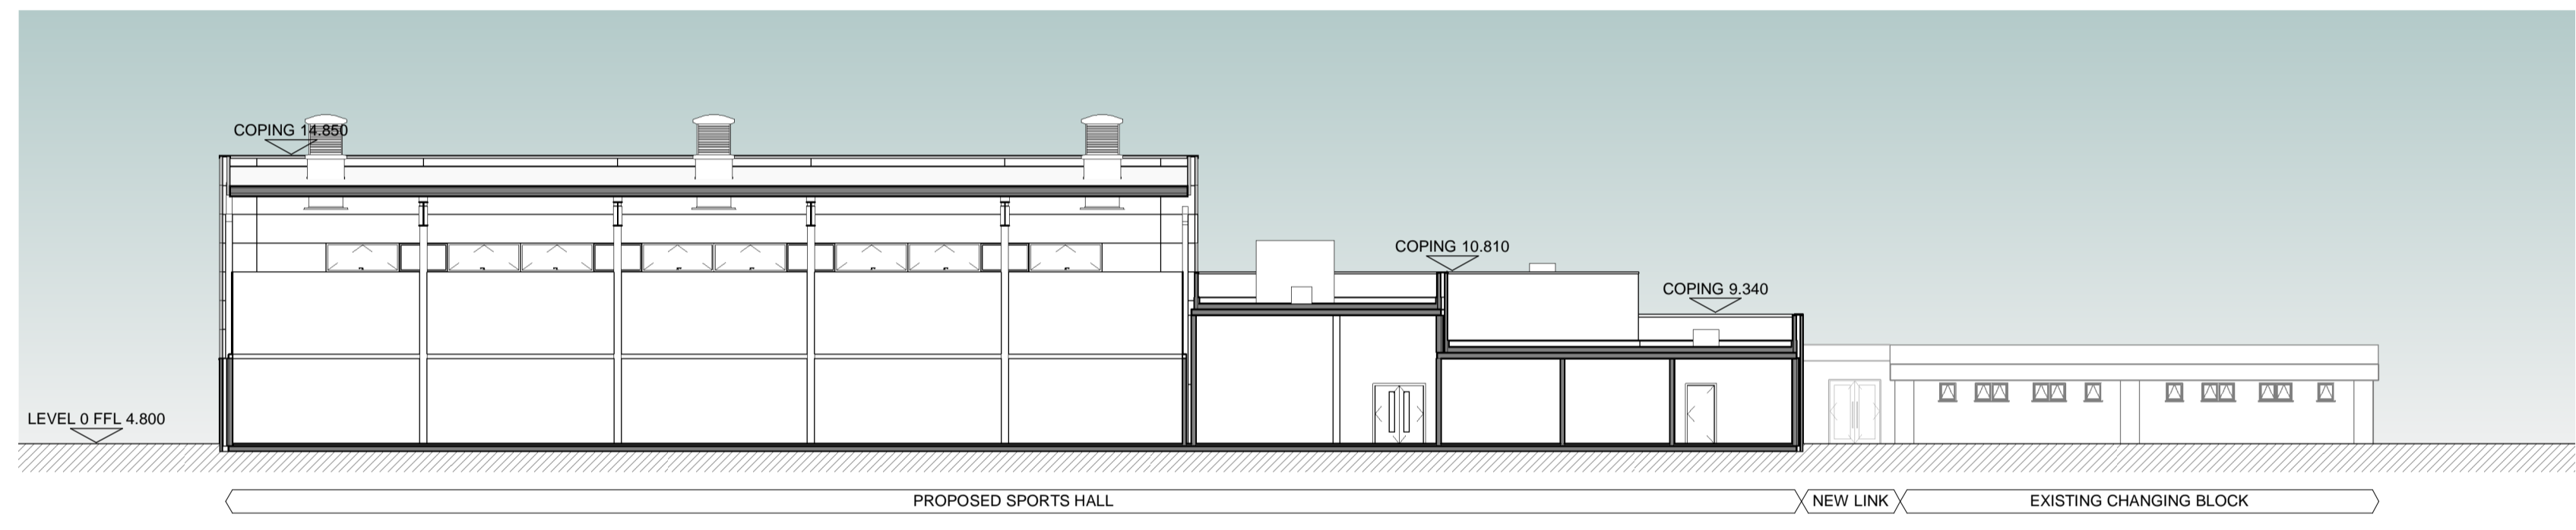 COPING 14.850
COPING 10.810
COPING 9.340
LEVEL 0 FFL 4.800
PROPOSED SPORTS HALL
NEW LINK
EXISTING CHANGING BLOCK